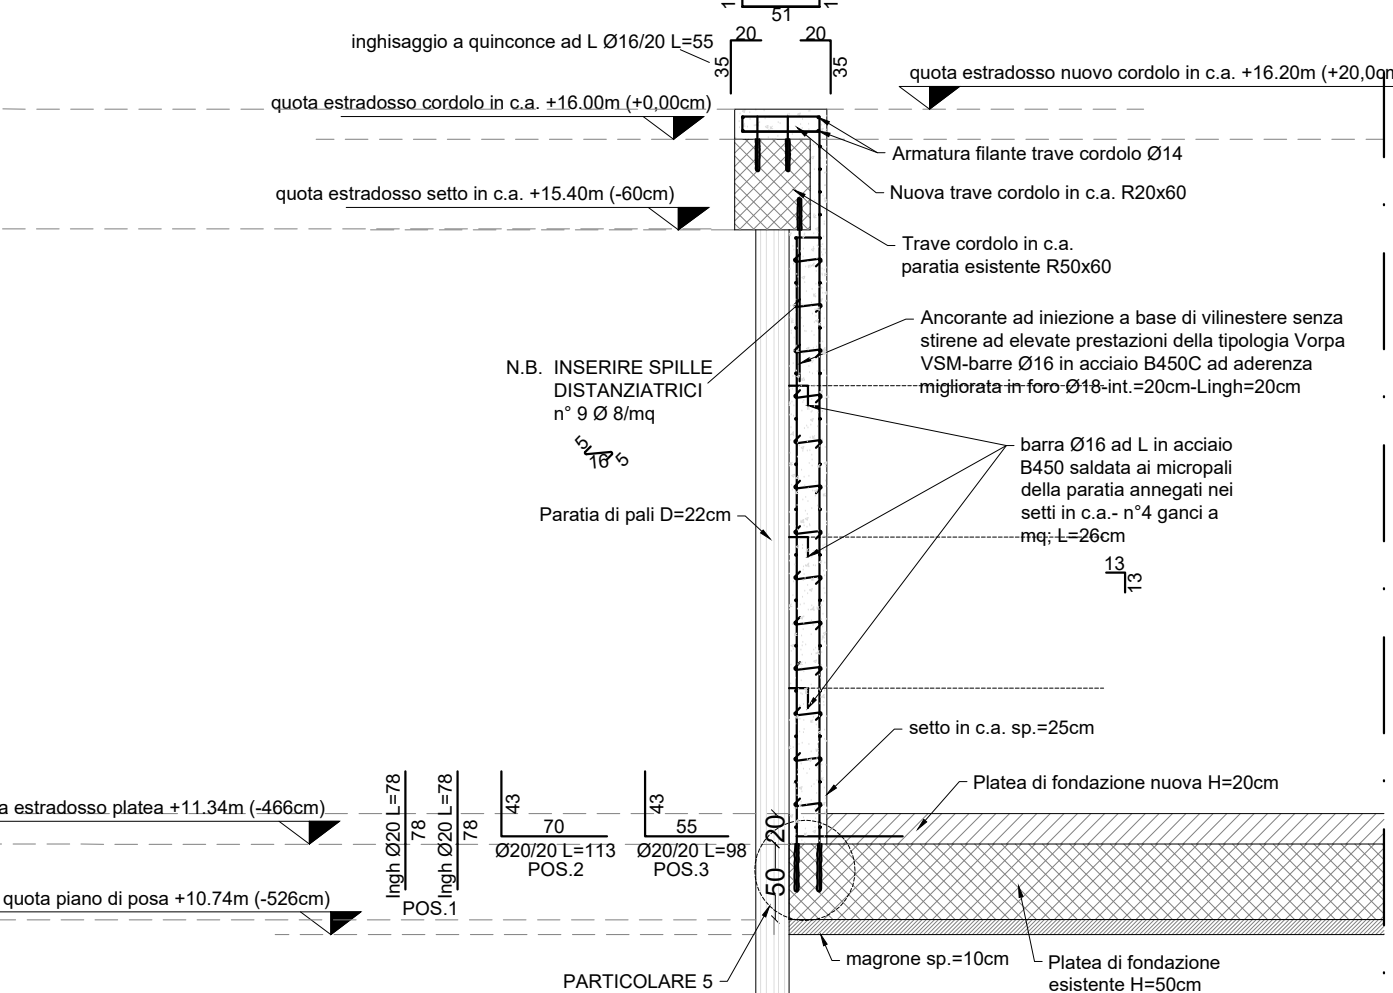 51
20
20
inghisaggio a quinconce ad L Ø16/20 L=55
35
35
quota estradosso nuovo cordolo in c.a. +16.20m (+20,0cm
quota estradosso cordolo in c.a. +16.00m (+0,00cm)
Armatura filante trave cordolo Ø14
quota estradosso setto in c.a. +15.40m (-60cm)
Nuova trave cordolo in c.a. R20x60
Trave cordolo in c.a.
paratia esistente R50x60
Ancorante ad iniezione a base di vilinestere senza
stirene ad elevate prestazioni della tipologia Vorpa
VSM-barre Ø16 in acciaio B450C ad aderenza
migliorata in foro Ø18-int.=20cm-Lingh=20cm
N.B. INSERIRE SPILLE
DISTANZIATRICI
n° 9 Ø 8/mq
5
16
5
barra Ø16 ad L in acciaio
B450 saldata ai micropali
della paratia annegati nei
setti in c.a.- n°4 ganci a
mq; L=26cm
13
13
Paratia di pali D=22cm
setto in c.a. sp.=25cm
Platea di fondazione nuova H=20cm
a estradosso platea +11.34m (-466cm)
Ingh Ø20 L=78
78
Ingh Ø20 L=78
78
POS.1
43
70
Ø20/20 L=113
POS.2
43
55
Ø20/20 L=98
POS.3
20
50
quota piano di posa +10.74m (-526cm)
magrone sp.=10cm
Platea di fondazione
esistente H=50cm
PARTICOLARE 5